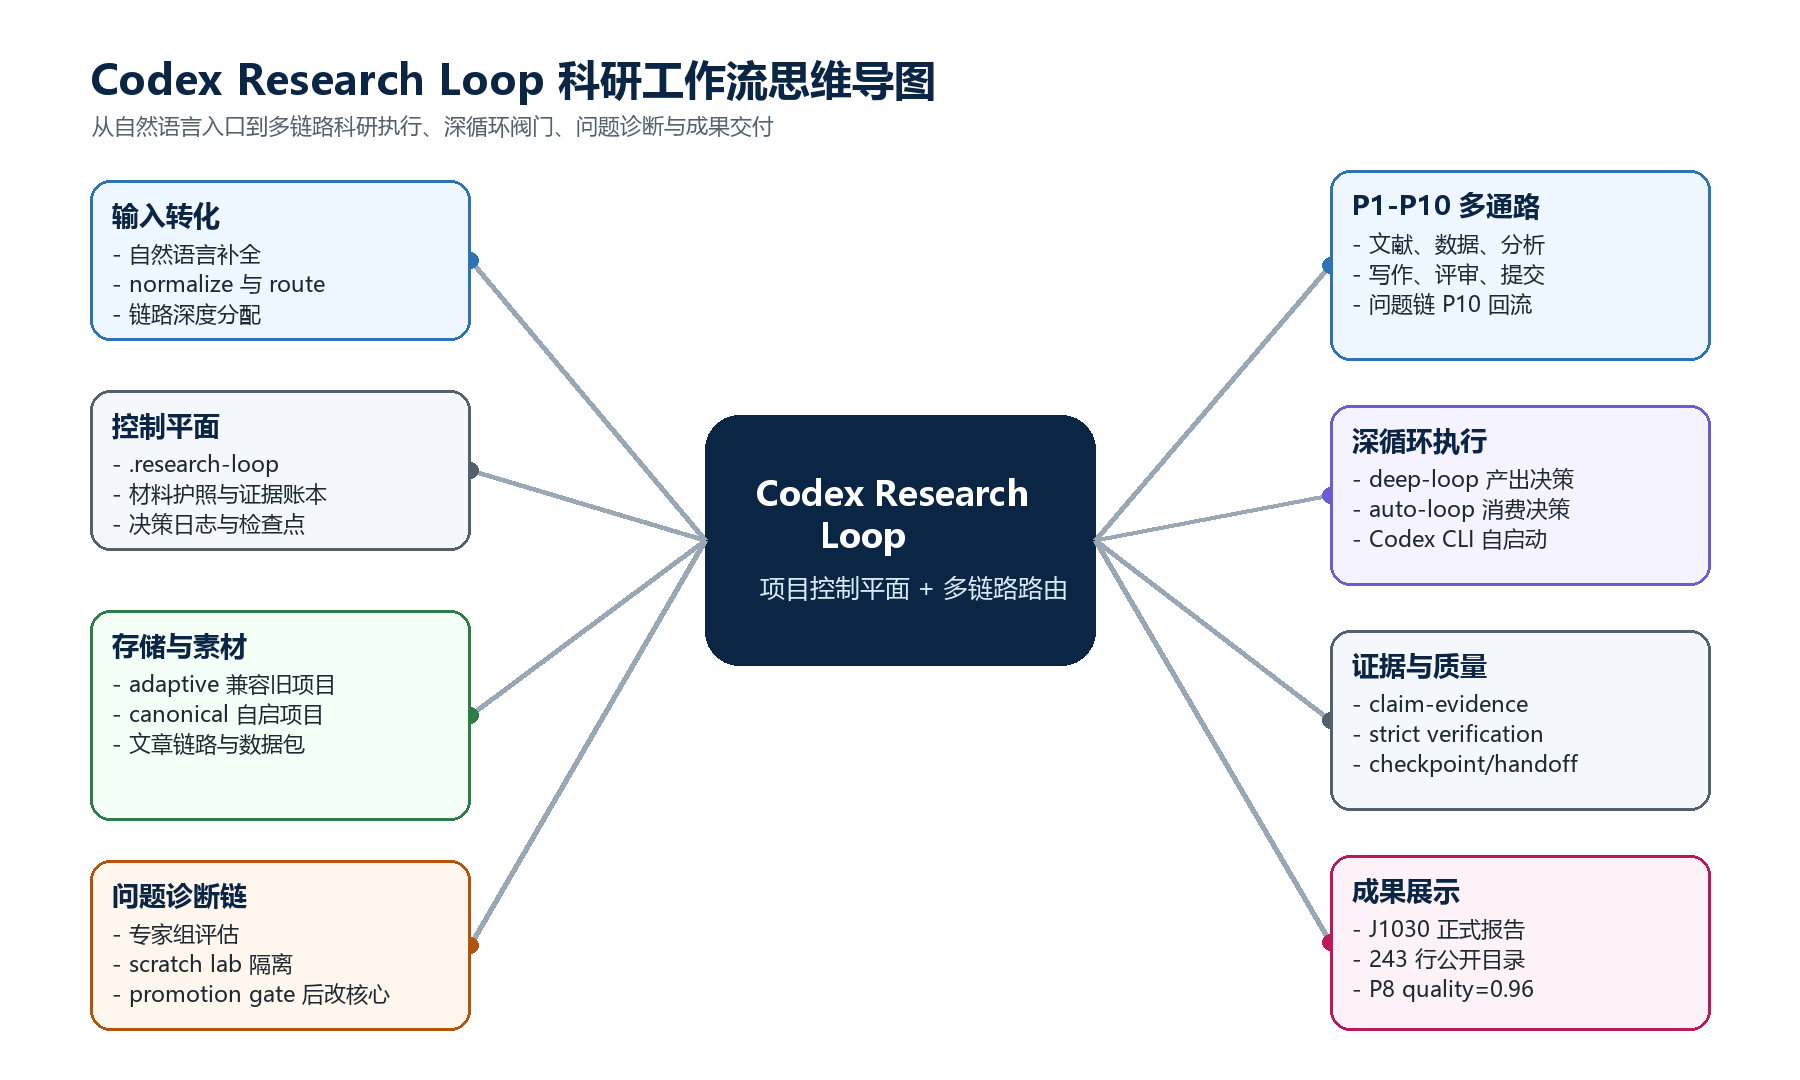 Codex Research Loop 科研工作流思维导图
从自然语言入口到多链路科研执行、深循环阀门、问题诊断与成果交付
输入转化
- 自然语言补全
- normalize 与 route
- 链路深度分配
控制平面
- .research-loop
- 材料护照与证据账本
- 决策日志与检查点
存储与素材
- adaptive 兼容旧项目
- canonical 自启项目
- 文章链路与数据包
问题诊断链
- 专家组评估
- scratch lab 隔离
- promotion gate 后改核心
Codex Research
Loop
项目控制平面 + 多链路路由
P1-P10 多通路
- 文献、数据、分析
- 写作、评审、提交
- 问题链 P10 回流
深循环执行
- deep-loop 产出决策
- auto-loop 消费决策
- Codex CLI 自启动
证据与质量
- claim-evidence
- strict verification
- checkpoint/handoff
成果展示
- J1030 正式报告
- 243 行公开目录
- P8 quality=0.96